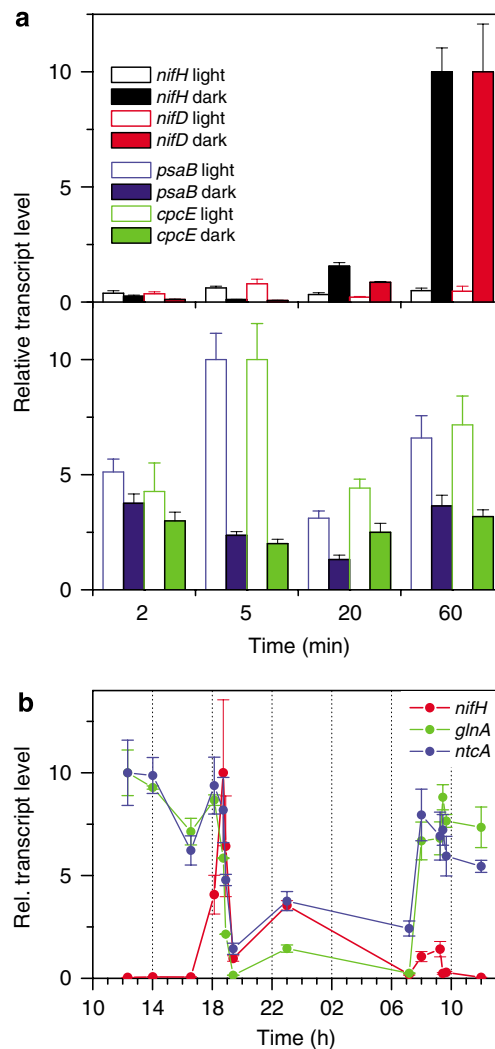 a
Relative transcript level
10
5
0
nifH light
nifH dark
nifD light
nifD dark
psaB light
psaB dark
cpcE light
cpcE dark
10
5
0
2 5 20 60
Time (min)
b
Rel. transcript level
10
5
0
nifH
glnA
ntcA
10 14 18 22 02 06 10
Time (h)